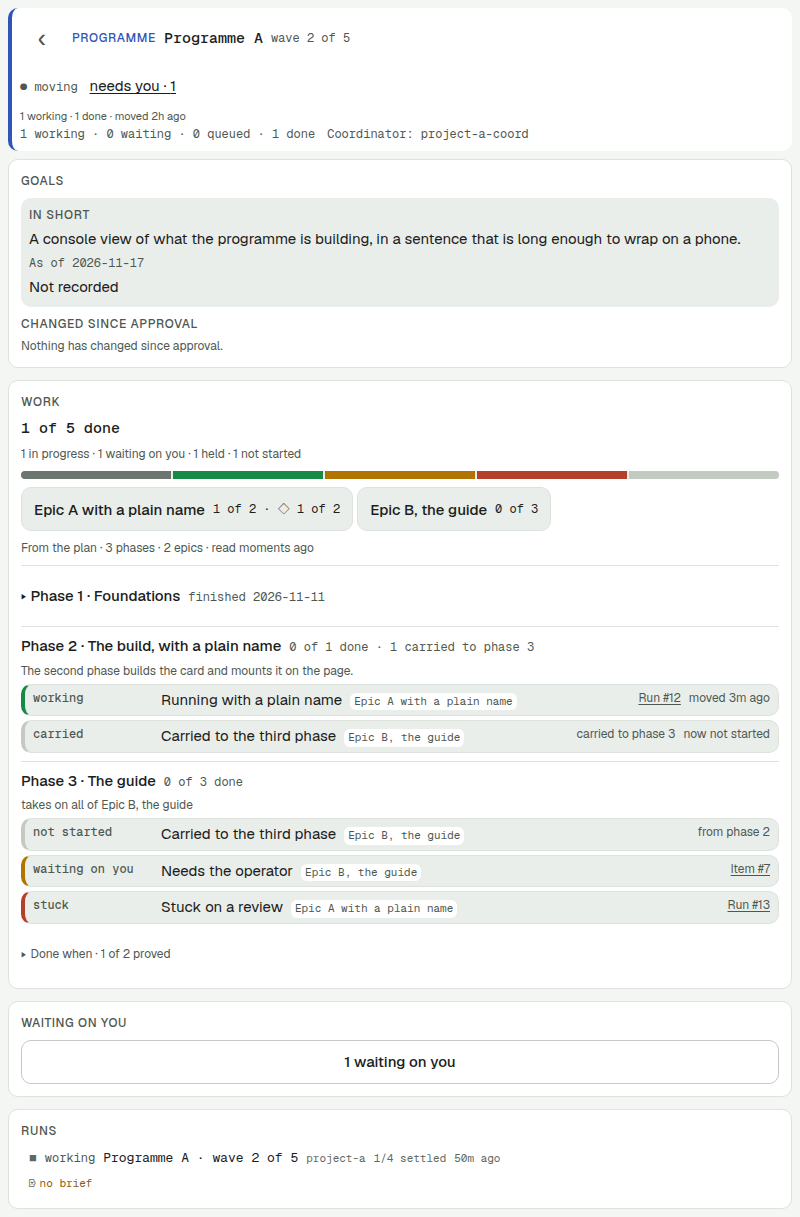 ‹ PROGRAMME Programme A wave 2 of 5
● moving needs you · 1
1 working · 1 done · moved 2h ago
1 working · 0 waiting · 0 queued · 1 done Coordinator: project-a-coord
GOALS
IN SHORT
A console view of what the programme is building, in a sentence that is long enough to wrap on a phone.
As of 2026-11-17
Not recorded
CHANGED SINCE APPROVAL
Nothing has changed since approval.
WORK
1 of 5 done
1 in progress · 1 waiting on you · 1 held · 1 not started
Epic A with a plain name 1 of 2 · ◇ 1 of 2 Epic B, the guide 0 of 3
From the plan · 3 phases · 2 epics · read moments ago
▸ Phase 1 · Foundations finished 2026-11-11
Phase 2 · The build, with a plain name 0 of 1 done · 1 carried to phase 3
The second phase builds the card and mounts it on the page.
working Running with a plain name Epic A with a plain name Run #12 moved 3m ago
carried Carried to the third phase Epic B, the guide carried to phase 3 now not started
Phase 3 · The guide 0 of 3 done
takes on all of Epic B, the guide
not started Carried to the third phase Epic B, the guide from phase 2
waiting on you Needs the operator Epic B, the guide Item #7
stuck Stuck on a review Epic A with a plain name Run #13
▸ Done when · 1 of 2 proved
WAITING ON YOU
1 waiting on you
RUNS
■ working Programme A · wave 2 of 5 project-a 1/4 settled 50m ago
no brief